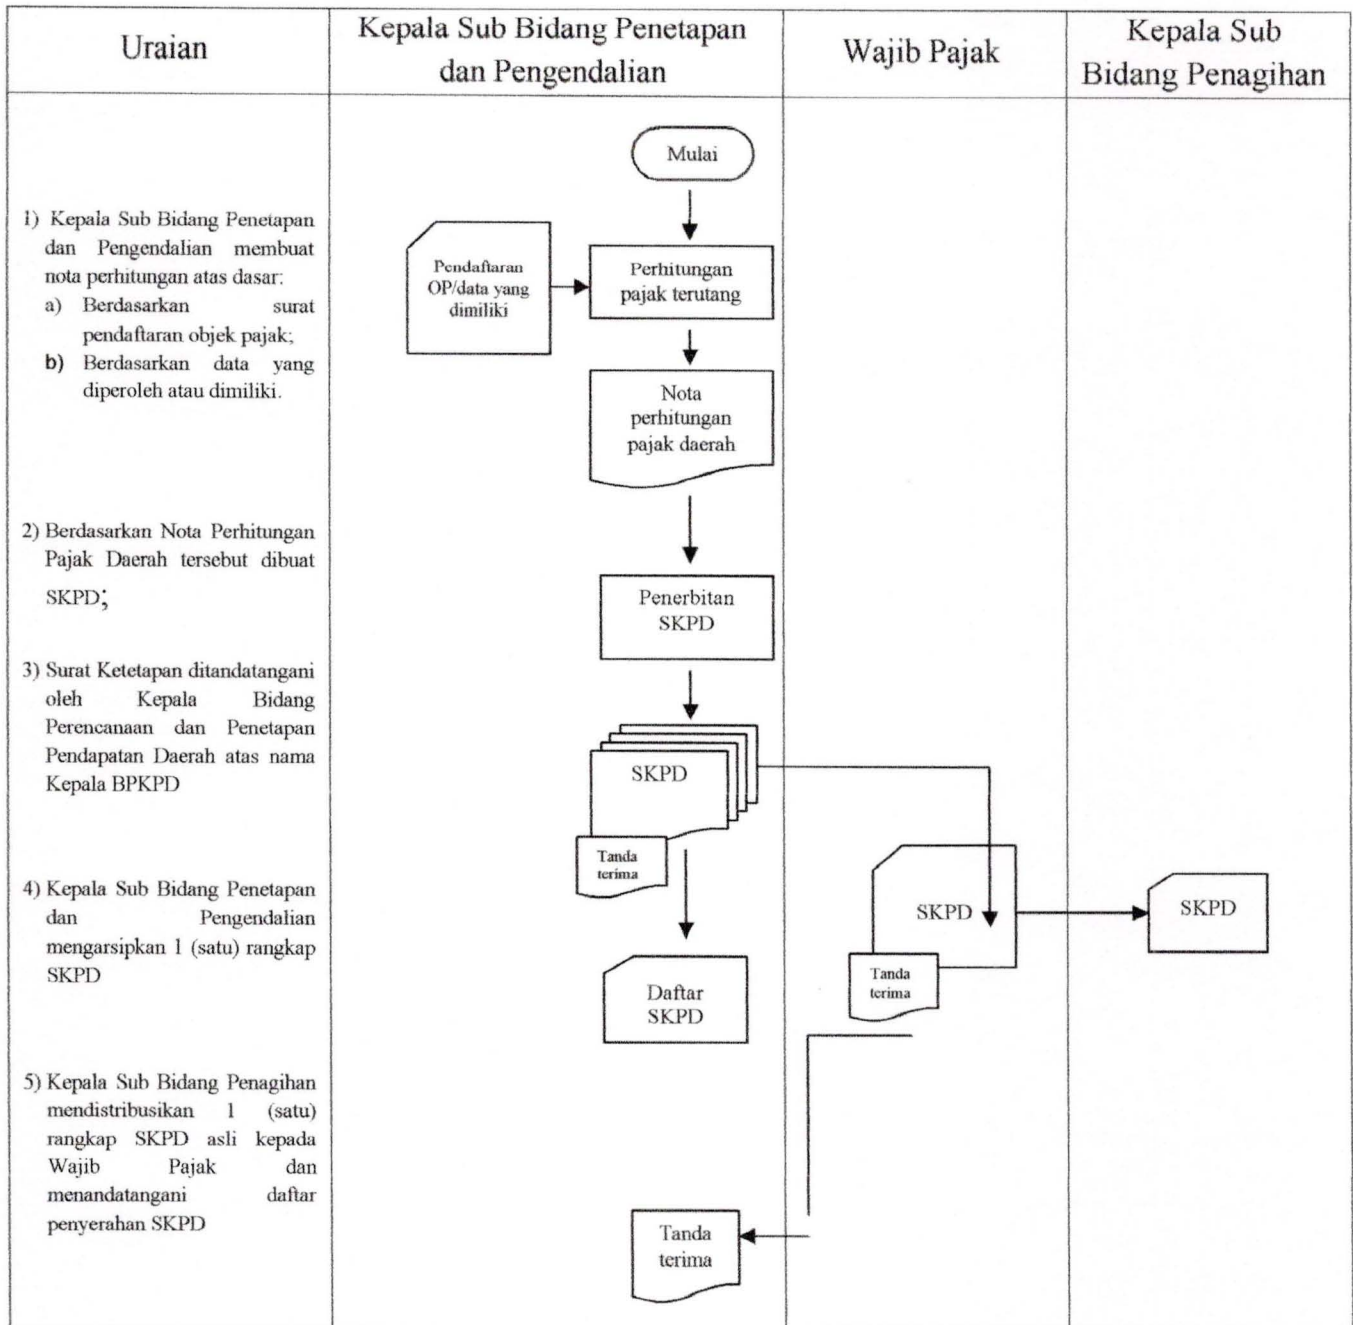 Uraian
Kepala Sub Bidang Penetapan
dan Pengendalian
Wajib Pajak
Kepala Sub
Bidang Penagihan
1) Kepala Sub Bidang Penetapan
dan Pengendalian membuat
nota perhitungan atas dasar:
a) Berdasarkan surat
pendaftaran objek pajak;
b) Berdasarkan data yang
diperoleh atau dimiliki.
2) Berdasarkan Nota Perhitungan
Pajak Daerah tersebut dibuat
SKPD;
3) Surat Ketetapan ditandatangani
oleh Kepala Bidang
Perencanaan dan Penetapan
Pendapatan Daerah atas nama
Kepala BPKPD
4) Kepala Sub Bidang Penetapan
dan Pengendalian
mengarsipkan 1 (satu) rangkap
SKPD
5) Kepala Sub Bidang Penagihan
mendistribusikan 1 (satu)
rangkap SKPD asli kepada
Wajib Pajak dan
menandatangani daftar
penyerahan SKPD
Mulai
Pendaftaran
OP/data yang
dimiliki
Perhitungan
pajak terutang
Nota
perhitungan
pajak daerah
Penerbitan
SKPD
SKPD
Tanda
terima
Daftar
SKPD
Tanda
terima
SKPD
Tanda
terima
SKPD